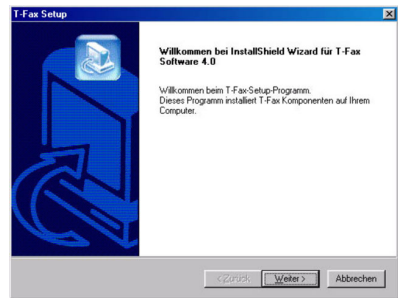 T-Fax Setup
Willkommen bei InstallShield Wizard für T-Fax
Software 4.0
Willkommen beim T-Fax-Setup-Programm.
Dieses Programm installiert T-Fax Komponenten auf Ihrem
Computer.
< Zurück
Weiter >
Abbrechen